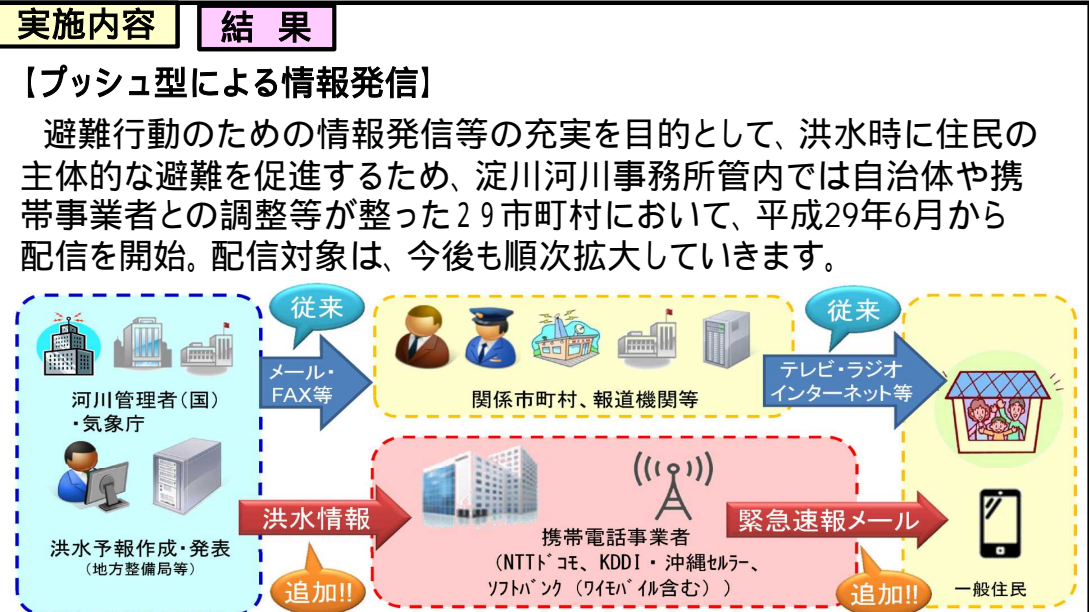 実施内容
結 果
【プッシュ型による情報発信】
避難行動のための情報発信等の充実を目的として、洪水時に住民の
主体的な避難を促進するため、淀川河川事務所管内では自治体や携
帯事業者との調整等が整った29市町村において、平成29年6月から
配信を開始。配信対象は、今後も順次拡大していきます。
従来
従来
メール・
FAX等
テレビ・ラジオ
インターネット等
河川管理者(国)
・気象庁
関係市町村、報道機関等
洪水予報作成・発表
(地方整備局等)
洪水情報
携帯電話事業者
(NTTドコモ、KDDI・沖縄セルラー、
ソフトバンク(ワイモバイル含む))
緊急速報メール
一般住民
追加!!
追加!!